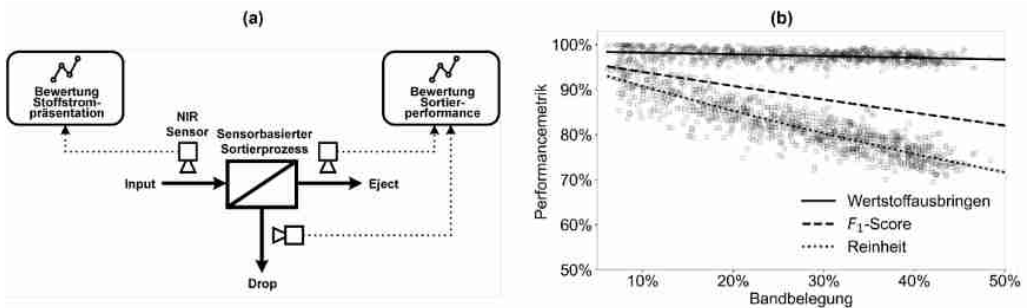 (a)
Bewertung
Stoffstrom-
präsentation
NIR
Sensor
Sensorbasierter
Sortierprozess
Bewertung
Sortier-
performance
Input
Eject
Drop
(b)
Performancemetrik
100%
90%
80%
70%
60%
50%
Wertstoffausbringen
F₁-Score
Reinheit
10%
20%
30%
40%
50%
Bandbelegung